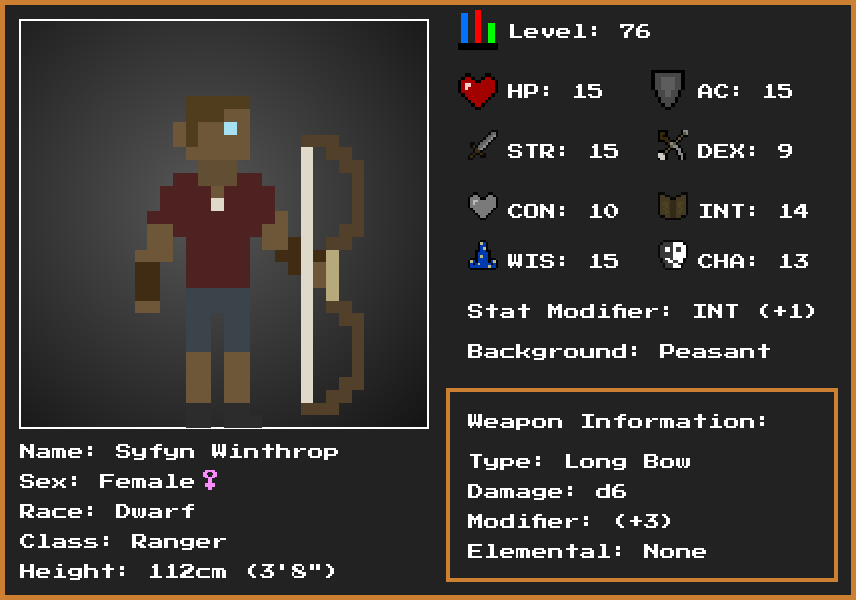 Level: 76
HP: 15 AC: 15
STR: 15 DEX: 9
CON: 10 INT: 14
WIS: 15 CHA: 13
Stat Modifier: INT (+1)
Background: Peasant
Weapon Information:
Type: Long Bow
Damage: d6
Modifier: (+3)
Elemental: None
Name: Syfyn Winthrop
Sex: Female♀
Race: Dwarf
Class: Ranger
Height: 112cm (3'8")